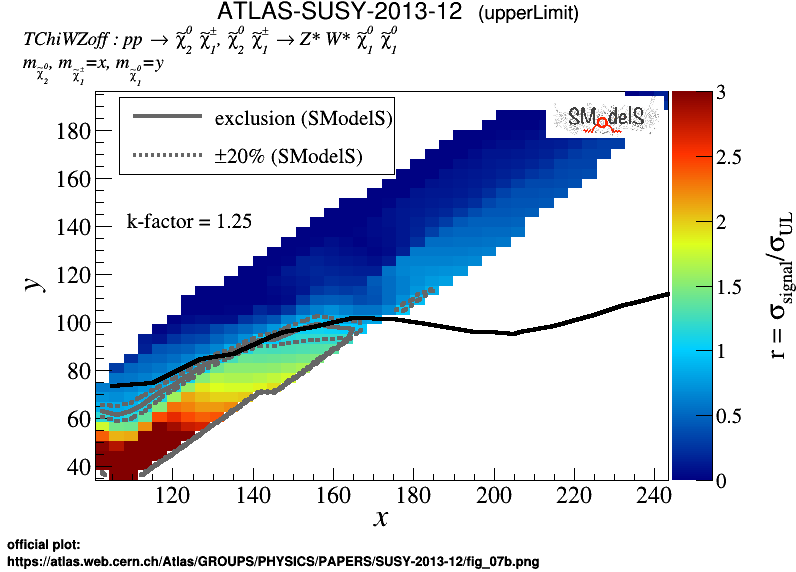 ATLAS-SUSY-2013-12 (upperLimit)
TChiWZoff : pp → χ̃₂⁰ χ̃₁±, χ̃₂⁰ χ̃₁± → Z* W* χ̃₁⁰ χ̃₁⁰
m_χ̃₂⁰, m_χ̃₁±=x, m_χ̃₁⁰=y
exclusion (SModelS)
±20% (SModelS)
SModelS
k-factor = 1.25
180
160
140
120
100
80
60
40
y
120 140 160 180 200 220 240
x
3
2.5
2
1.5
1
0.5
0
r = σ_signal/σ_UL
official plot:
https://atlas.web.cern.ch/Atlas/GROUPS/PHYSICS/PAPERS/SUSY-2013-12/fig_07b.png